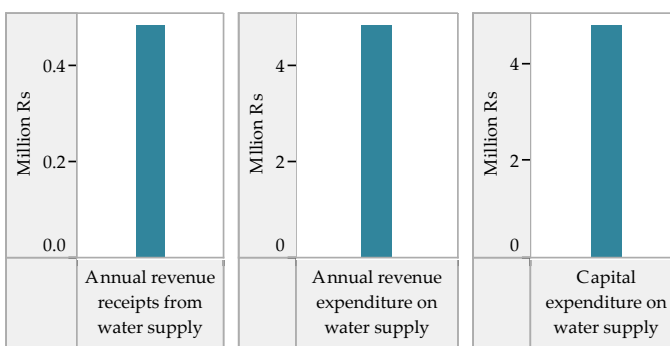 Million Rs
0.4
0.2
0.0
Annual revenue
receipts from
water supply
Million Rs
4
2
0
Annual revenue
expenditure on
water supply
Million Rs
4
2
0
Capital
expenditure on
water supply